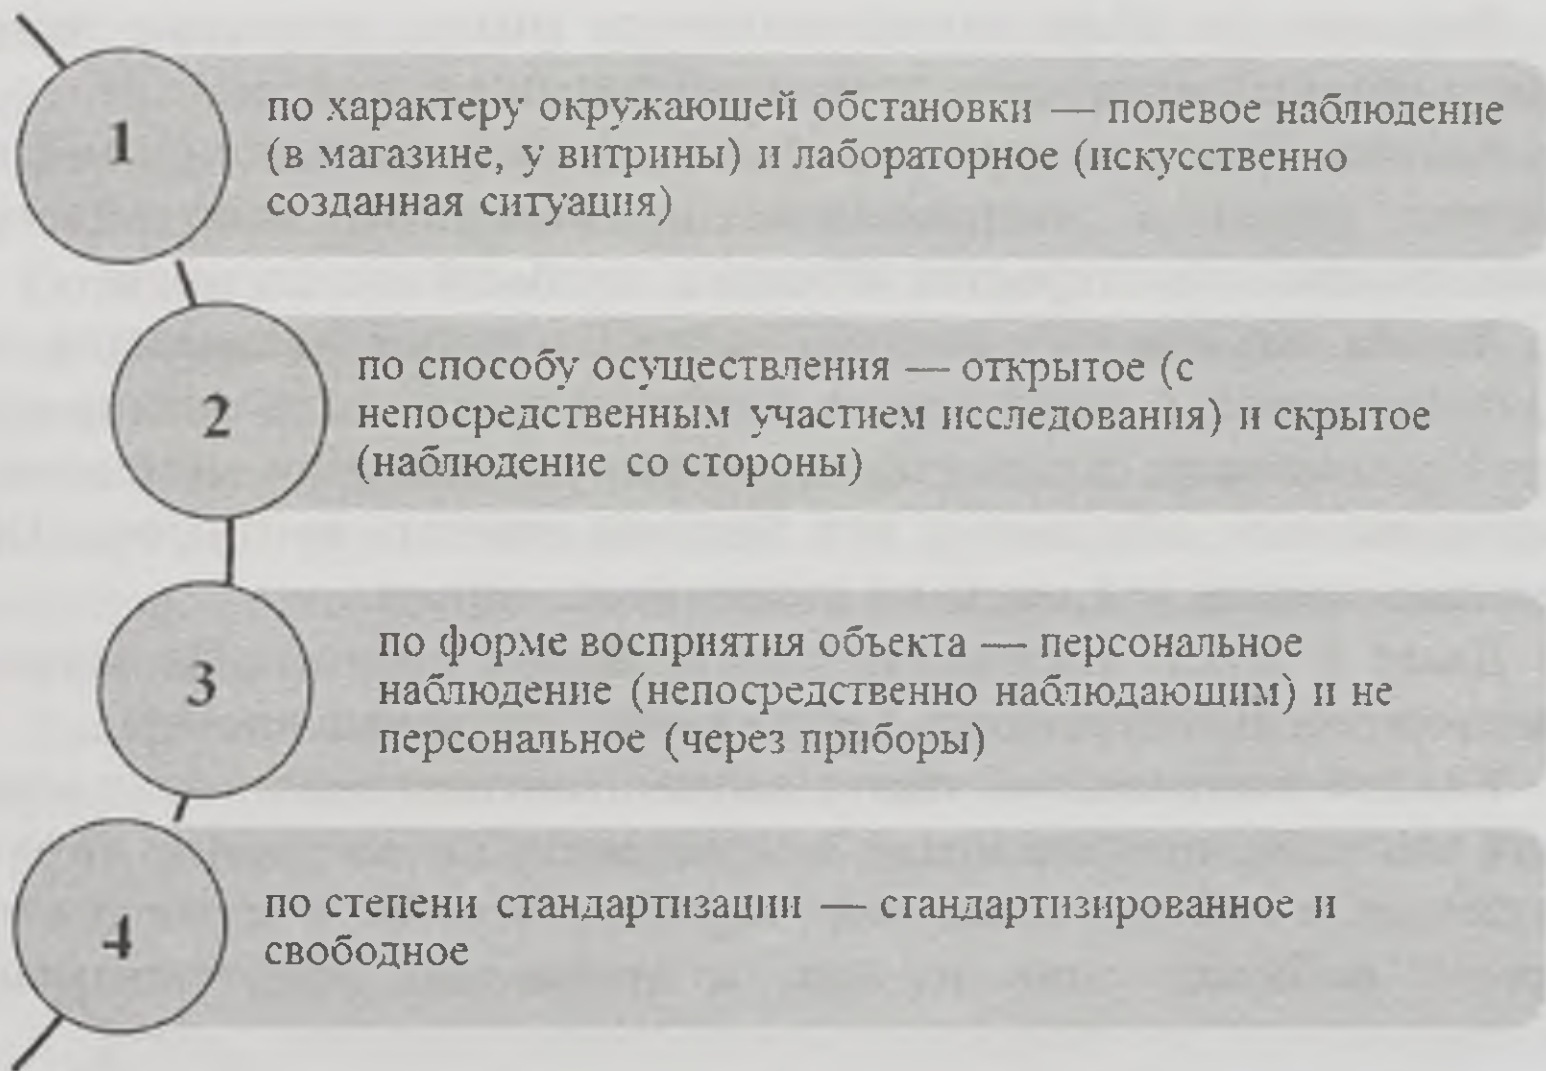 1
по характеру окружающей обстановки — полевое наблюдение
(в магазине, у витрины) и лабораторное (искусственно
созданная ситуация)
2
по способу осуществления — открытое (с
непосредственным участием исследования) и скрытое
(наблюдение со стороны)
3
по форме восприятия объекта — персональное
наблюдение (непосредственно наблюдающим) и не
персональное (через приборы)
4
по степени стандартизации — стандартизированное и
свободное